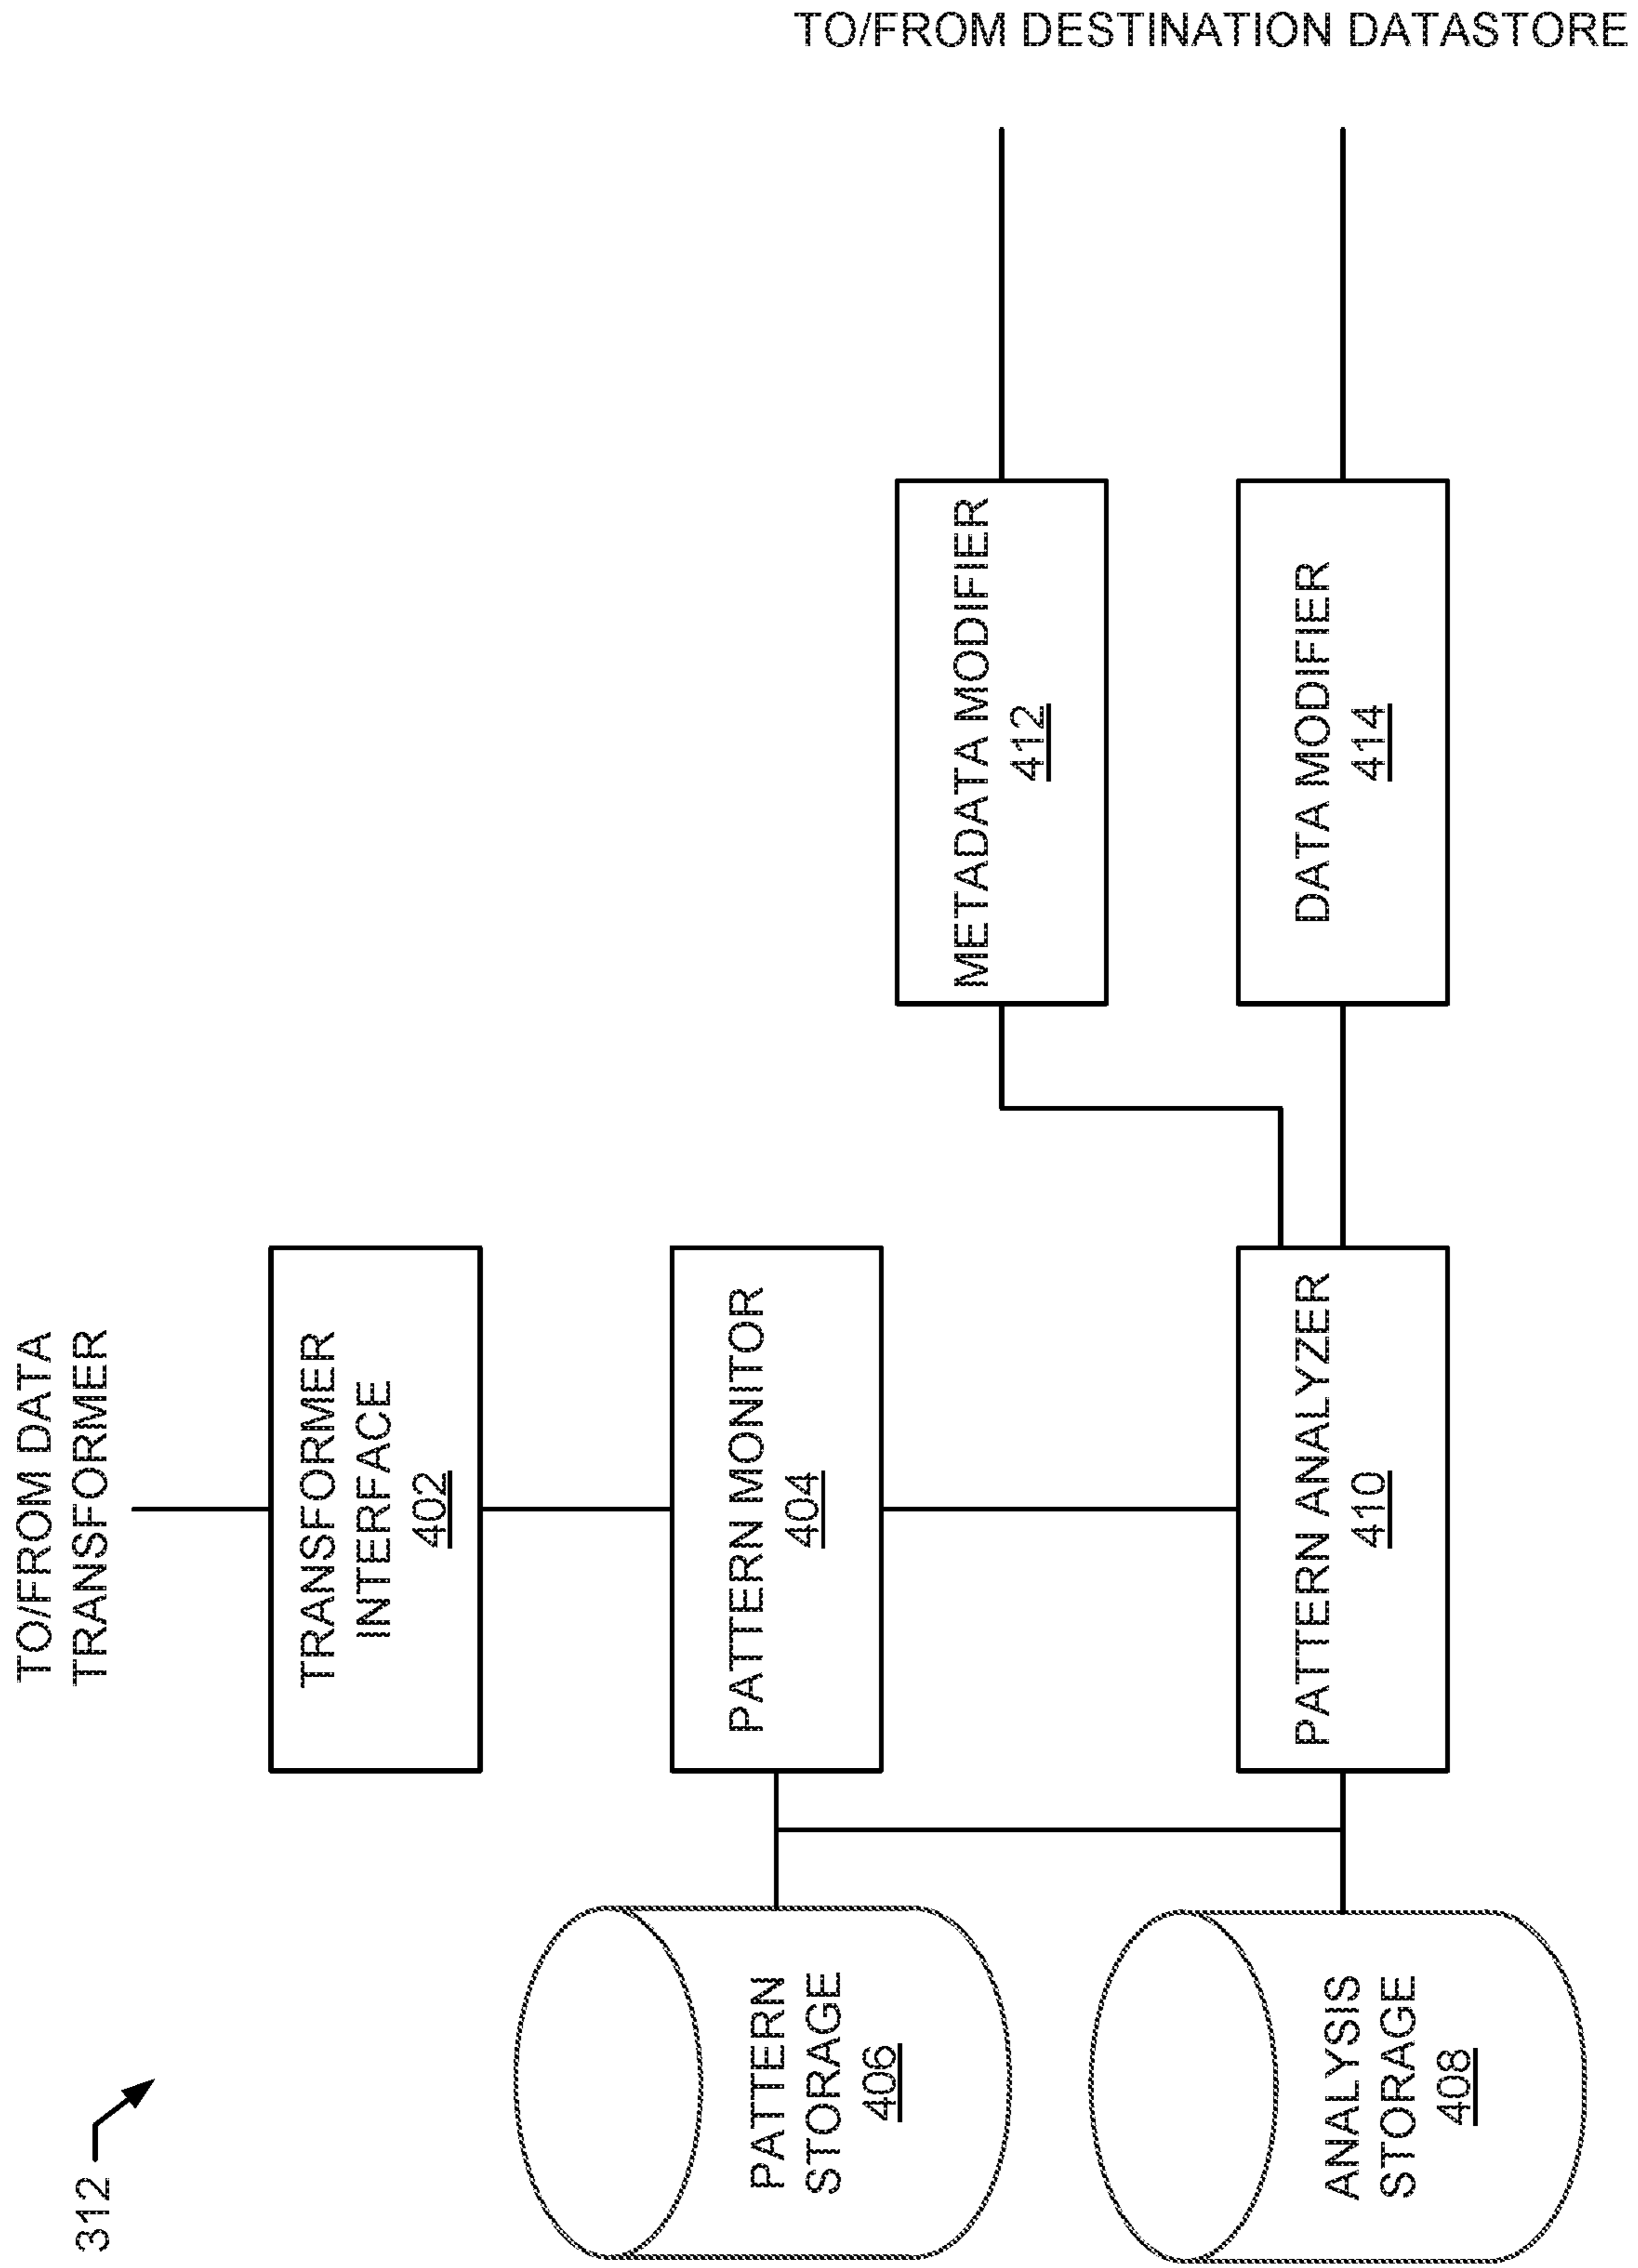 312
TO/FROM DATA
TRANSFORMER
TRANSFORMER
INTERFACE
402
PATTERN MONITOR
404
PATTERN
STORAGE
406
PATTERN ANALYZER
410
ANALYSIS
STORAGE
408
METADATA MODIFIER
412
DATA MODIFIER
414
TO/FROM DESTINATION DATASTORE